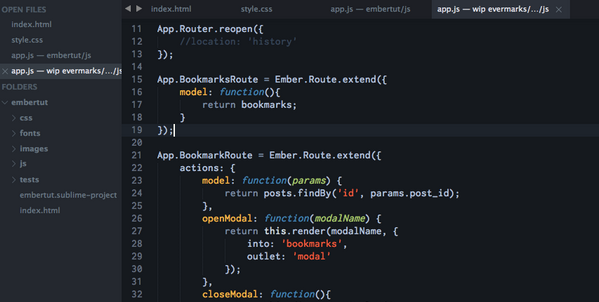 OPEN FILES
index.html
style.css
app.js — embertut/js
app.js — wip evermarks/.../js
FOLDERS
embertut
css
fonts
images
js
tests
embertut.sublime-project
index.html
index.html style.css app.js — embertut/js app.js — wip evermarks/.../js
11 App.Router.reopen({
12 //location: 'history'
13 });
14
15 App.BookmarksRoute = Ember.Route.extend({
16 model: function(){
17 return bookmarks;
18 }
19 });
20
21 App.BookmarkRoute = Ember.Route.extend({
22 actions: {
23 model: function(params) {
24 return posts.findBy('id', params.post_id);
25 },
26 openModal: function(modalName) {
27 return this.render(modalName, {
28 into: 'bookmarks',
29 outlet: 'modal'
30 });
31 },
32 closeModal: function(){